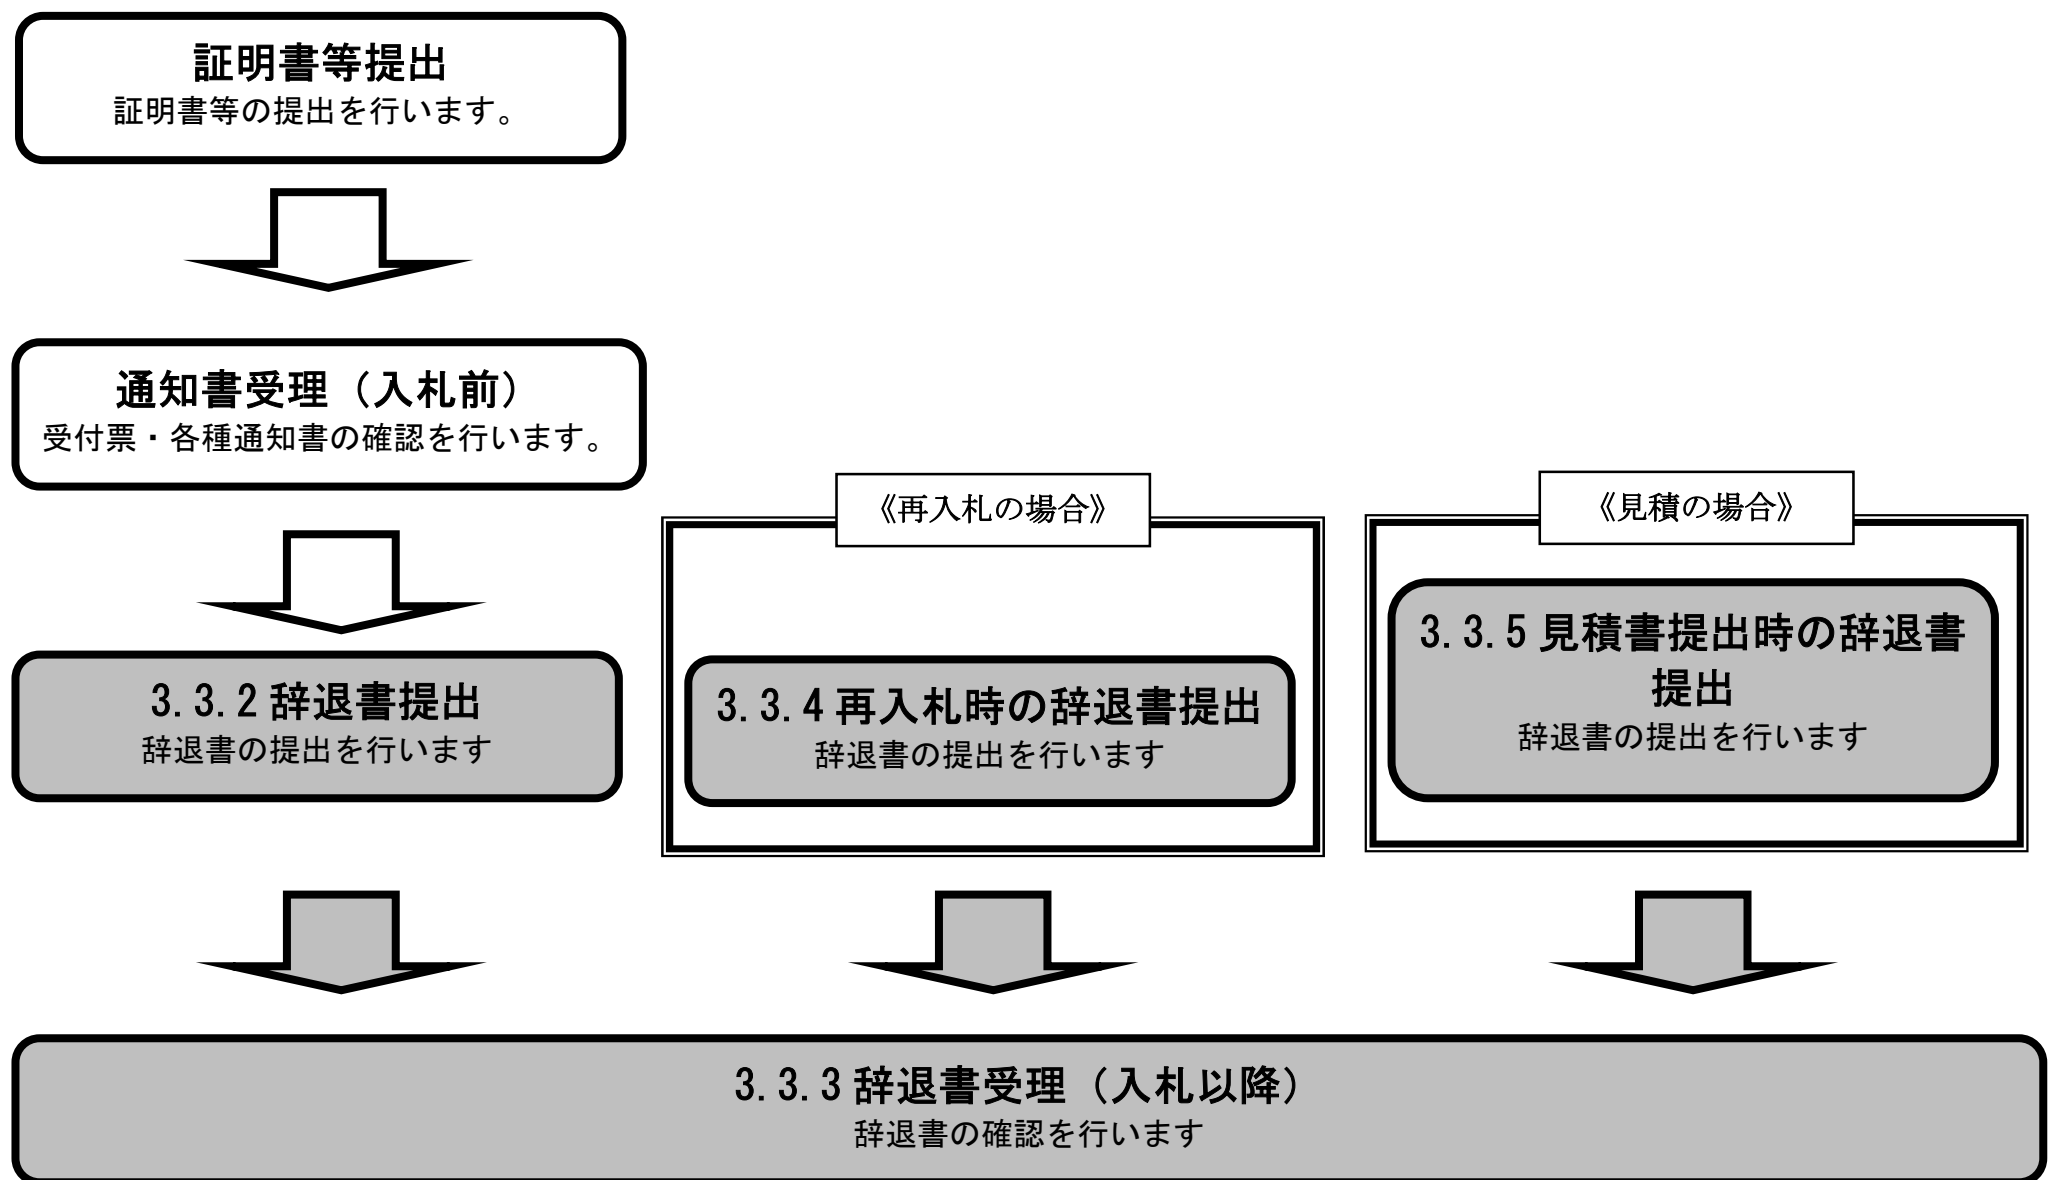 証明書等提出
証明書等の提出を行います。
通知書受理（入札前）
受付票・各種通知書の確認を行います。
3.3.2 辞退書提出
辞退書の提出を行います
《再入札の場合》
3.3.4 再入札時の辞退書提出
辞退書の提出を行います
《見積の場合》
3.3.5 見積書提出時の辞退書
提出
辞退書の提出を行います
3.3.3 辞退書受理（入札以降）
辞退書の確認を行います